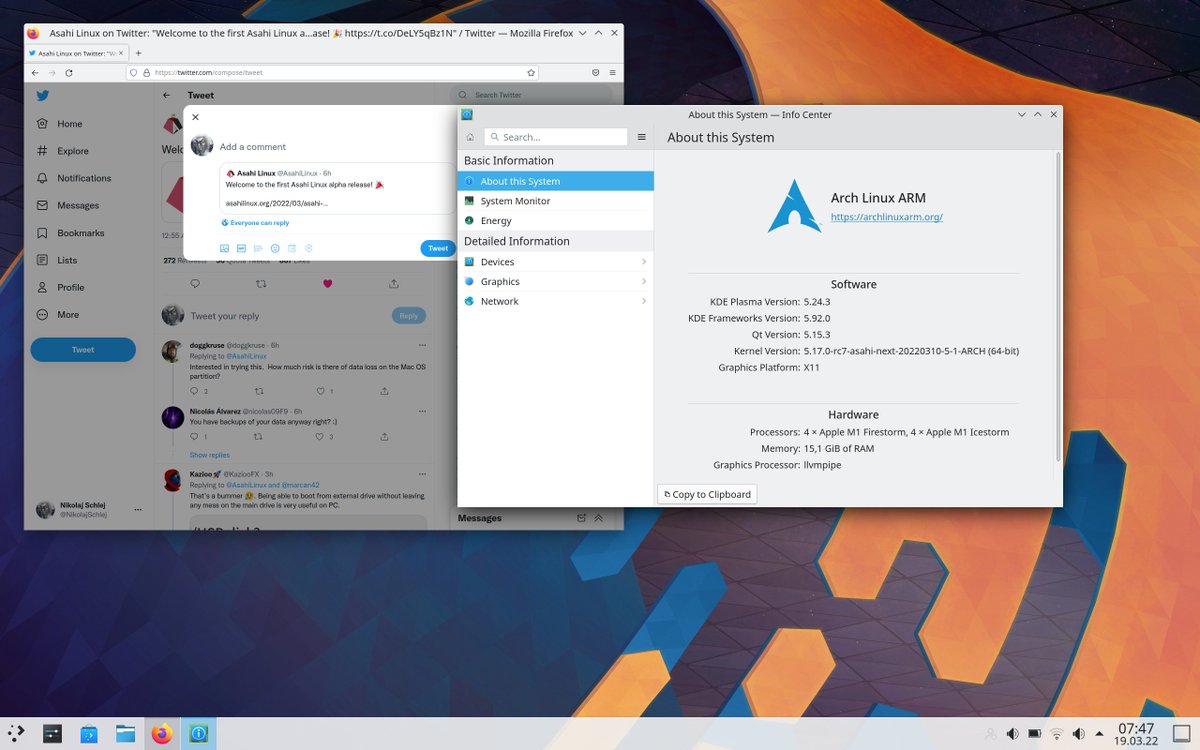 Asahi Linux on Twitter: "Welcome to the first Asahi Linux a…ase! 🎉 https://t.co/DeLY5qBz1N" / Twitter — Mozilla Firefox
Asahi Linux on Twitter: "W
https://twitter.com/compose/tweet
Home
Explore
Notifications
Messages
Bookmarks
Lists
Profile
More
Tweet
Nikolaj Schlej
@NikolajSchlej
Tweet
Search Twitter
Add a comment
Asahi Linux @AsahiLinux · 6h
Welcome to the first Asahi Linux alpha release! 🎉
asahilinux.org/2022/03/asahi-…
Everyone can reply
Tweet
Welc
12:55
272
Tweet your reply
Reply
doggkruse @doggkruse · 6h
Replying to @AsahiLinux
Interested in trying this. How much risk is there of data loss on the Mac OS
partition?
2 1
Nicolás Álvarez @nicolas09F9 · 6h
You have backups of your data anyway right? :)
1 3
Show replies
Kazioo 🚀 @KaziooFX · 3h
Replying to @AsahiLinux and @marcan42
That's a bummer 😥. Being able to boot from external drive without leaving
any mess on the main drive is very useful on PC.
Messages
About this System — Info Center
Search...
About this System
Basic Information
About this System
System Monitor
Energy
Detailed Information
Devices
Graphics
Network
Arch Linux ARM
https://archlinuxarm.org/
Software
KDE Plasma Version: 5.24.3
KDE Frameworks Version: 5.92.0
Qt Version: 5.15.3
Kernel Version: 5.17.0-rc7-asahi-next-20220310-5-1-ARCH (64-bit)
Graphics Platform: X11
Hardware
Processors: 4 × Apple M1 Firestorm, 4 × Apple M1 Icestorm
Memory: 15,1 GiB of RAM
Graphics Processor: llvmpipe
Copy to Clipboard
07:47
19.03.22